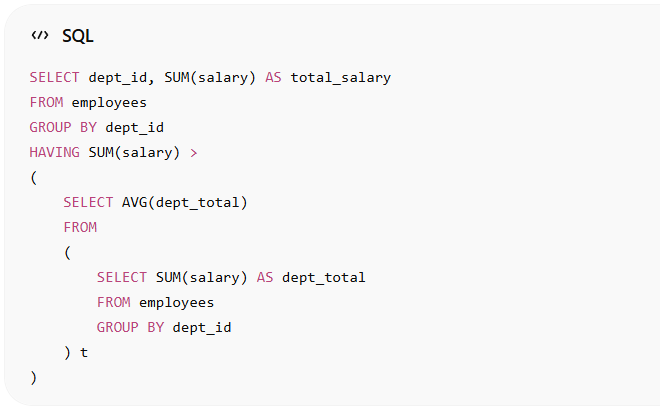 SQL
SELECT dept_id, SUM(salary) AS total_salary
FROM employees
GROUP BY dept_id
HAVING SUM(salary) >
(
    SELECT AVG(dept_total)
    FROM
    (
        SELECT SUM(salary) AS dept_total
        FROM employees
        GROUP BY dept_id
    ) t
)